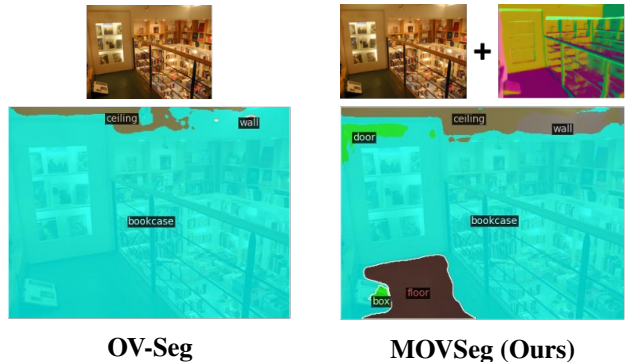 +
ceiling
wall
bookcase
OV-Seg
ceiling
wall
door
bookcase
floor
box
MOVSeg (Ours)